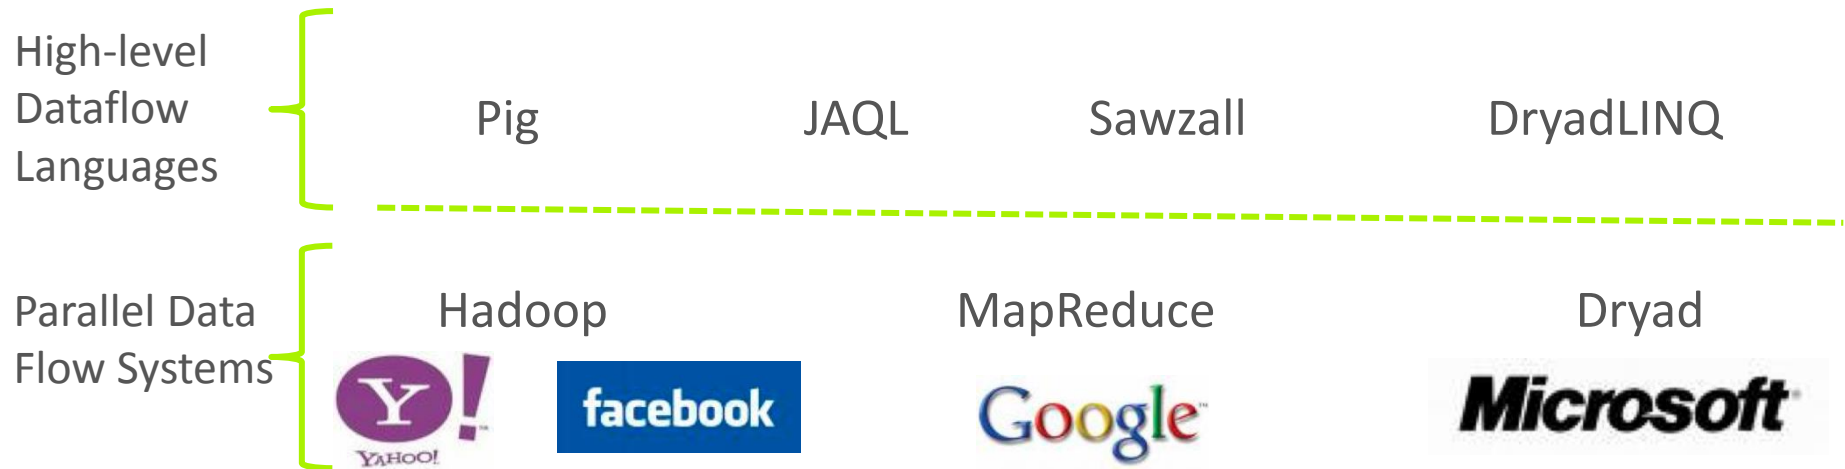 High-level
Dataflow
Languages
Pig JAQL Sawzall DryadLINQ
Parallel Data
Flow Systems
Hadoop MapReduce Dryad
Y! facebook Google Microsoft
YAHOO!